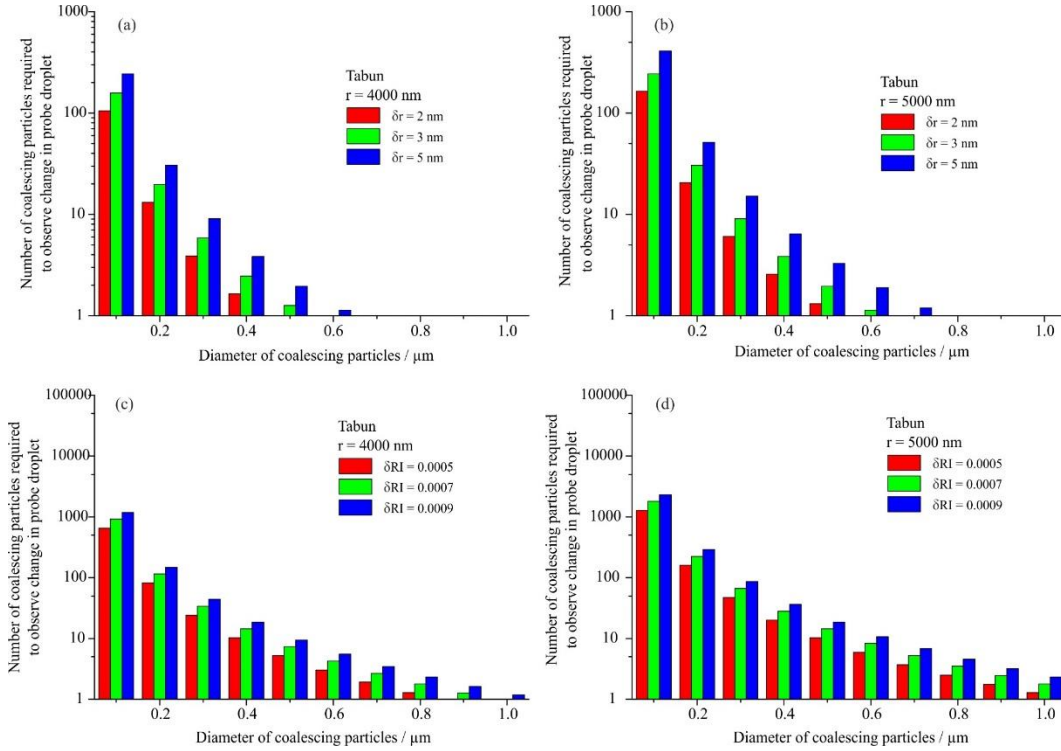 (a)
1000
100
10
1
Number of coalescing particles required
to observe change in probe droplet
Tabun
r = 4000 nm
δr = 2 nm
δr = 3 nm
δr = 5 nm
0.2
0.4
0.6
0.8
1.0
Diameter of coalescing particles / µm
(b)
1000
100
10
1
Number of coalescing particles required
to observe change in probe droplet
Tabun
r = 5000 nm
δr = 2 nm
δr = 3 nm
δr = 5 nm
0.2
0.4
0.6
0.8
1.0
Diameter of coalescing particles / µm
(c)
100000
10000
1000
100
10
1
Number of coalescing particles required
to observe change in probe droplet
Tabun
r = 4000 nm
δRI = 0.0005
δRI = 0.0007
δRI = 0.0009
0.2
0.4
0.6
0.8
1.0
Diameter of coalescing particles / µm
(d)
100000
10000
1000
100
10
1
Number of coalescing particles required
to observe change in probe droplet
Tabun
r = 5000 nm
δRI = 0.0005
δRI = 0.0007
δRI = 0.0009
0.2
0.4
0.6
0.8
1.0
Diameter of coalescing particles / µm